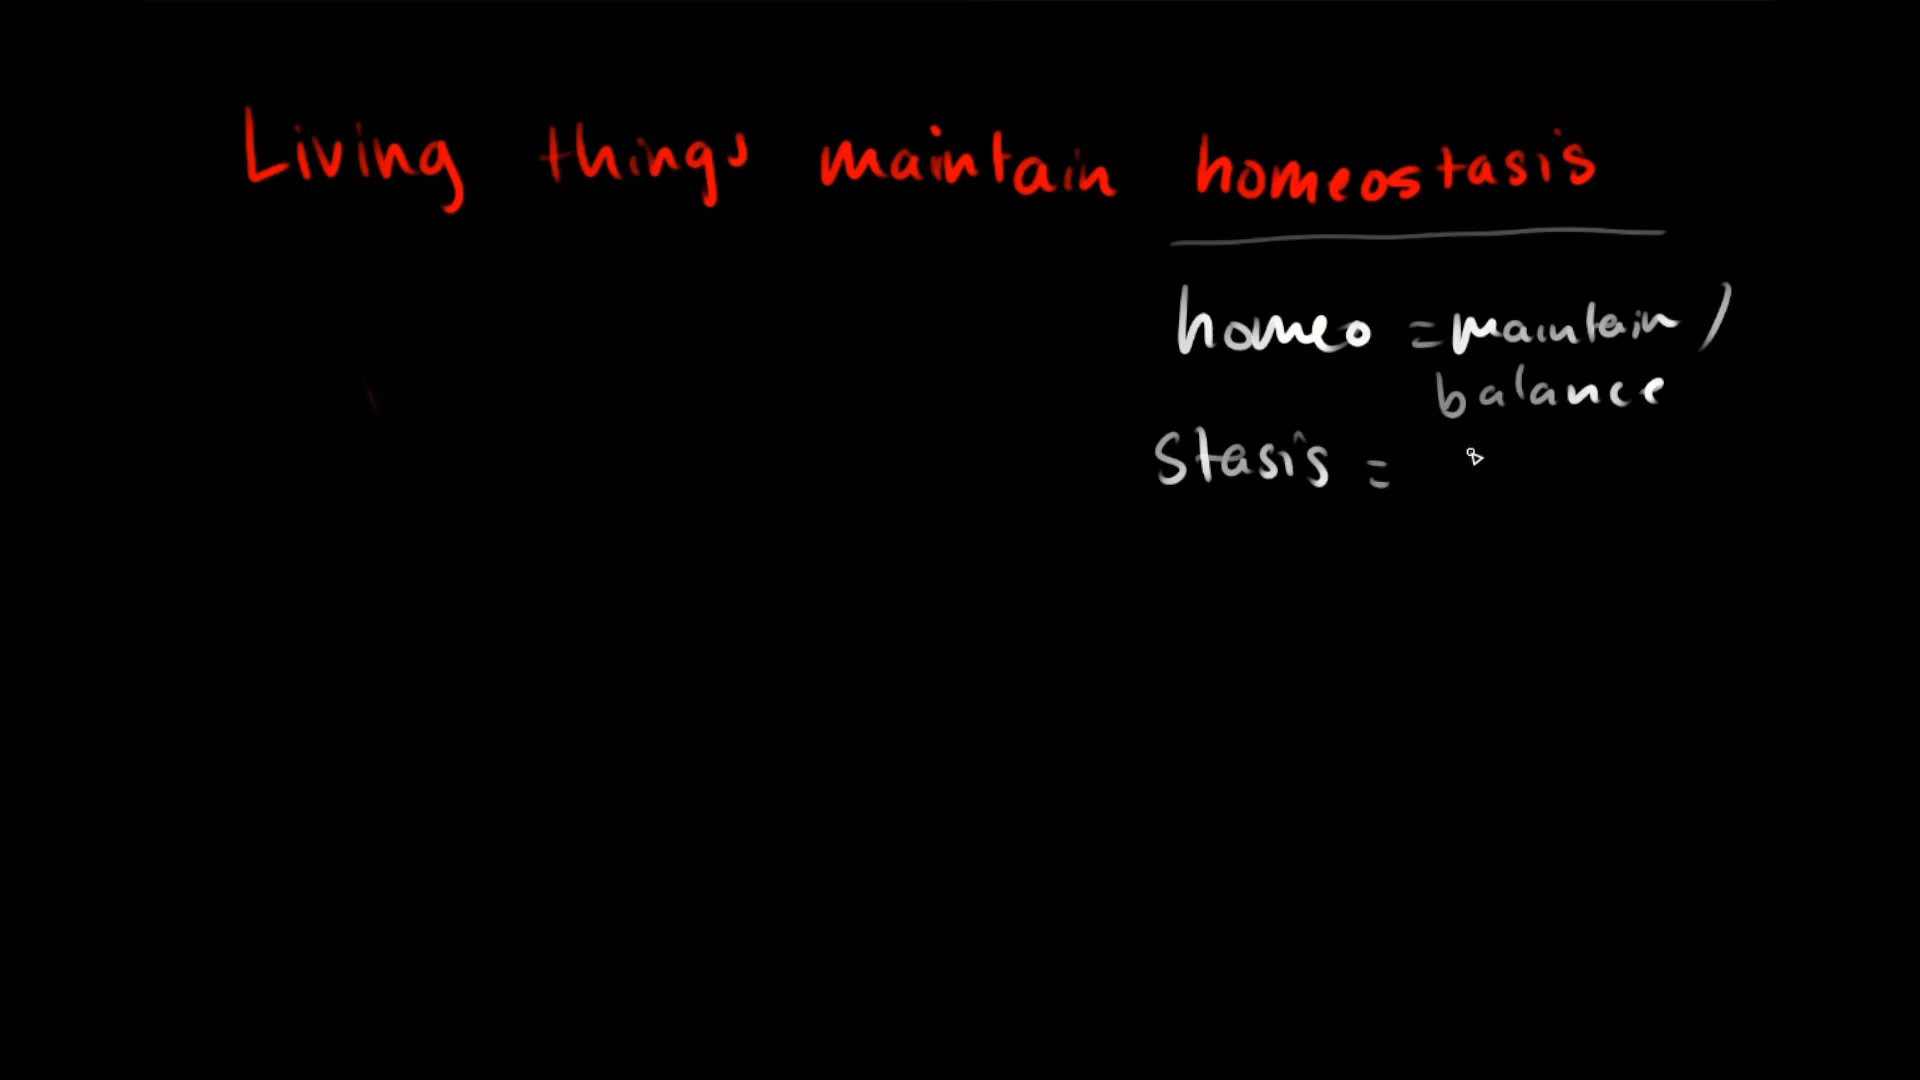 Living things maintain homeostasis
homeo = maintain /
balance
Stasis =